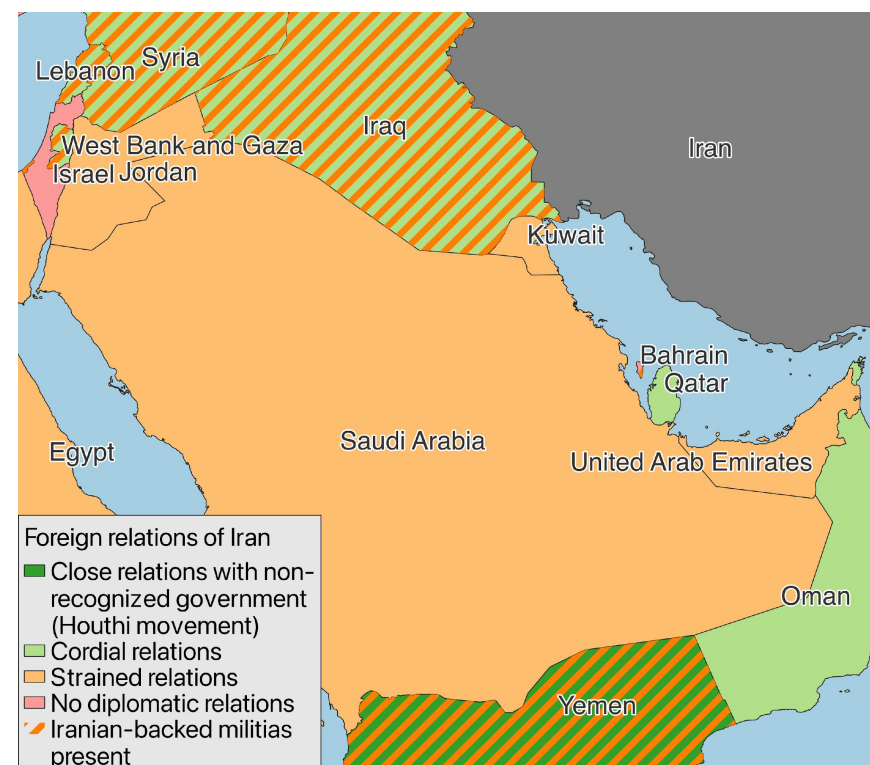 Syria
Lebanon
Iraq
West Bank and Gaza
Iran
Israel
Jordan
Kuwait
Bahrain
Qatar
Saudi Arabia
Egypt
United Arab Emirates
Oman
Yemen
Foreign relations of Iran
Close relations with non-
recognized government
(Houthi movement)
Cordial relations
Strained relations
No diplomatic relations
Iranian-backed militias
present